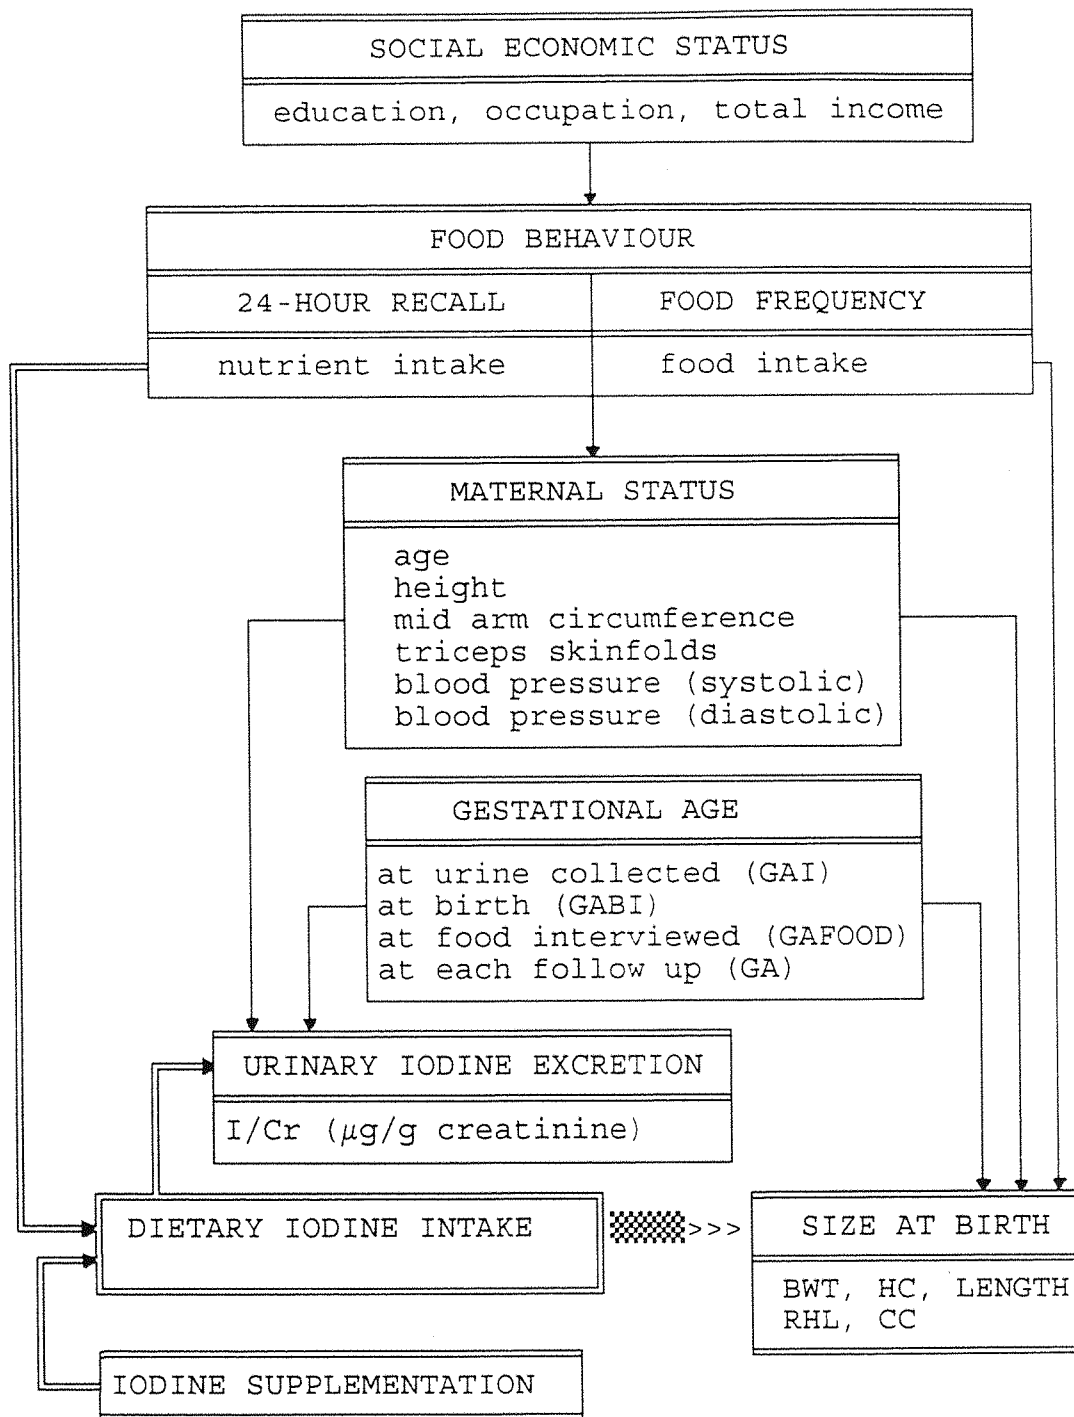 SOCIAL ECONOMIC STATUS
education, occupation, total income
FOOD BEHAVIOUR
24-HOUR RECALL
FOOD FREQUENCY
nutrient intake
food intake
MATERNAL STATUS
age
height
mid arm circumference
triceps skinfolds
blood pressure (systolic)
blood pressure (diastolic)
GESTATIONAL AGE
at urine collected (GAI)
at birth (GABI)
at food interviewed (GAFOOD)
at each follow up (GA)
URINARY IODINE EXCRETION
I/Cr (µg/g creatinine)
DIETARY IODINE INTAKE
>>>
SIZE AT BIRTH
BWT, HC, LENGTH
RHL, CC
IODINE SUPPLEMENTATION